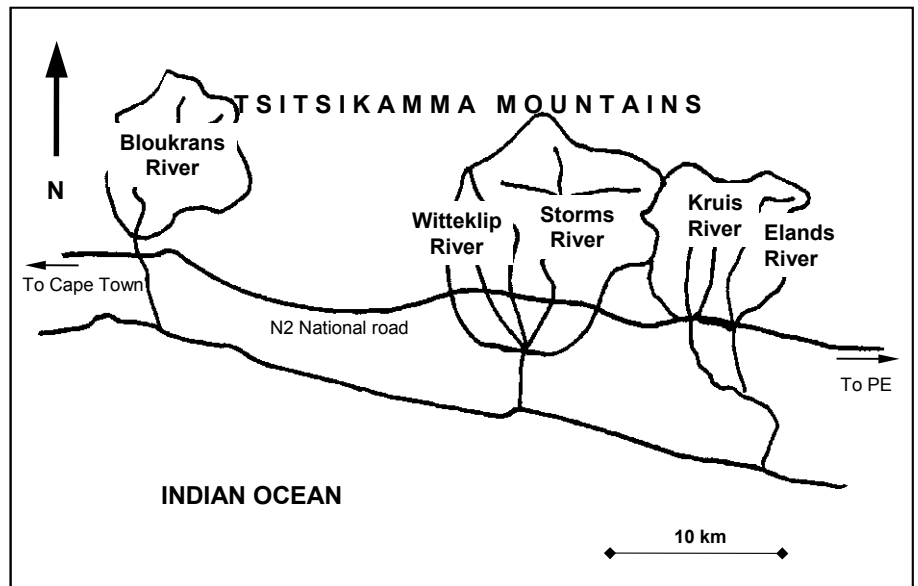 TSITSIKAMMA MOUNTAINS
Bloukrans
River
N
Witteklip
River
Storms
River
Kruis
River
Elands
River
To Cape Town
N2 National road
To PE
INDIAN OCEAN
10 km